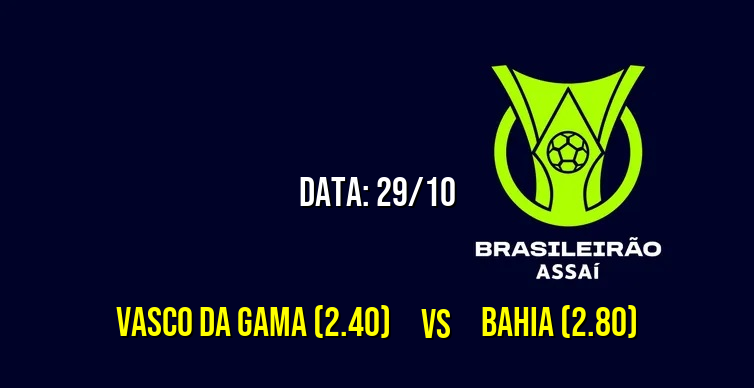 DATA: 29/10
BRASILEIRÃO
ASSAÍ
VASCO DA GAMA (2.40) VS BAHIA (2.80)